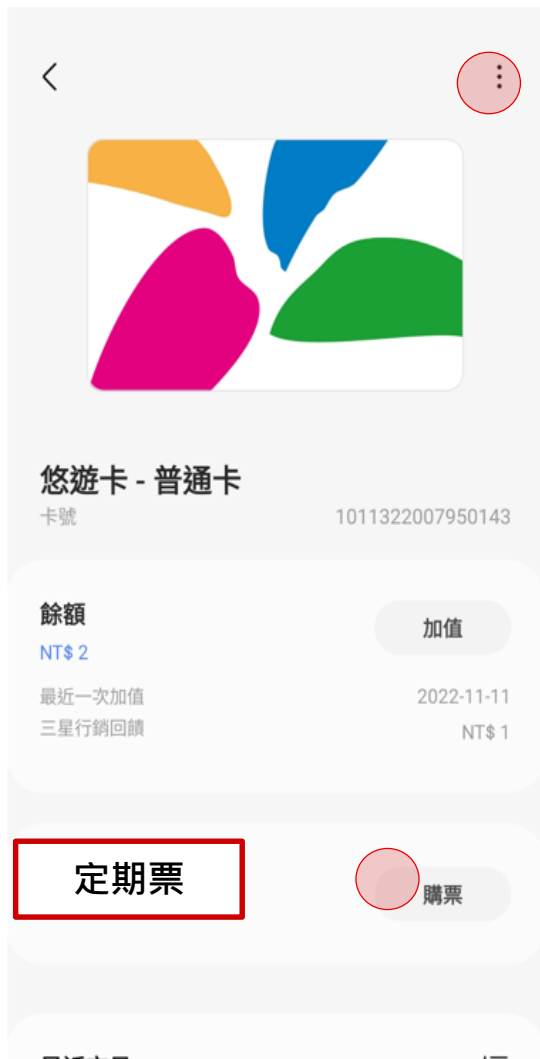 悠遊卡 - 普通卡
卡號 1011322007950143
餘額
加值
NT$ 2
最近一次加值 2022-11-11
三星行銷回饋 NT$ 1
定期票
購票